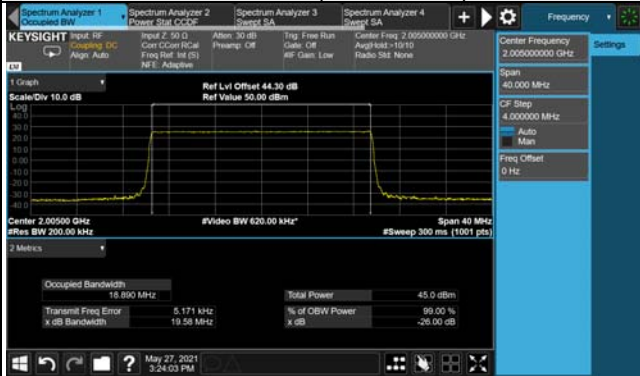 Spectrum Analyzer 1
Occupied BW
Spectrum Analyzer 2
Power Stat CCDF
Spectrum Analyzer 3
Swept SA
Spectrum Analyzer 4
Swept SA
Frequency
KEYSIGHT
Input: RF
Coupling: DC
Align: Auto
Input Z: 50 Ω
Corr CCorr RCal
Freq Ref: Int (S)
NFE: Adaptive
Atten: 30 dB
Preamp: Off
Trig: Free Run
Gate: Off
#IF Gain: Low
Center Freq: 2.005000000 GHz
Avg|Hold:>10/10
Radio Std: None
Center Frequency
2.005000000 GHz
Settings
Span
40.000 MHz
CF Step
4.000000 MHz
Auto
Man
Freq Offset
0 Hz
1 Graph
Scale/Div 10.0 dB
Ref Lvl Offset 44.30 dB
Ref Value 50.00 dBm
Log
40.0
30.0
20.0
10.0
0.00
-10.0
-20.0
-30.0
-40.0
Center 2.00500 GHz
#Res BW 200.00 kHz
#Video BW 620.00 kHz*
Span 40 MHz
#Sweep 300 ms (1001 pts)
2 Metrics
Occupied Bandwidth
18.890 MHz
Total Power
45.0 dBm
Transmit Freq Error
5.171 kHz
% of OBW Power
99.00 %
x dB Bandwidth
19.58 MHz
x dB
-26.00 dB
May 27, 2021
3:24:03 PM